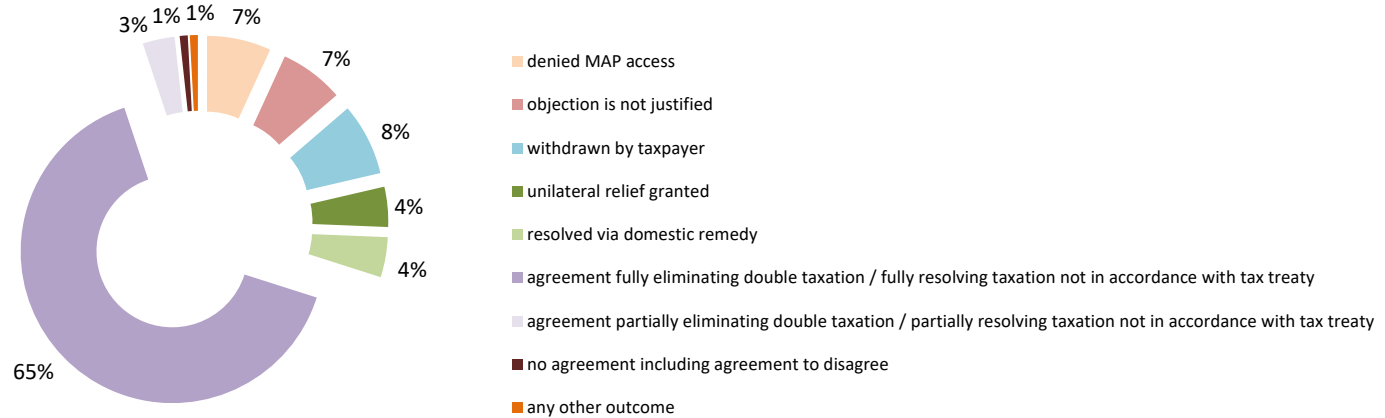 3%
1%
1%
7%
7%
8%
4%
4%
65%
denied MAP access
objection is not justified
withdrawn by taxpayer
unilateral relief granted
resolved via domestic remedy
agreement fully eliminating double taxation / fully resolving taxation not in accordance with tax treaty
agreement partially eliminating double taxation / partially resolving taxation not in accordance with tax treaty
no agreement including agreement to disagree
any other outcome